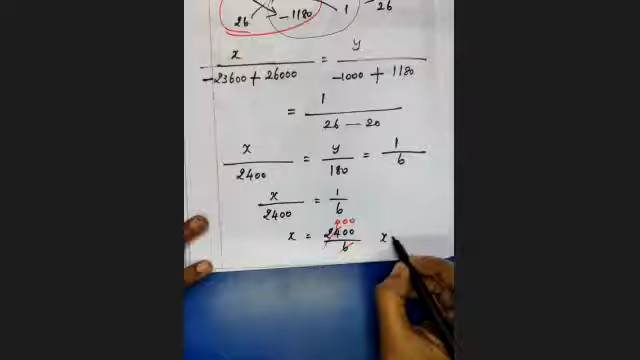 26 -1180 1 -26
x / -23600 + 26000 = y / -1000 + 1180
= 1 / 26 - 20
x / 2400 = y / 180 = 1 / 6
x / 2400 = 1 / 6
400
x = 2400 / 6 x